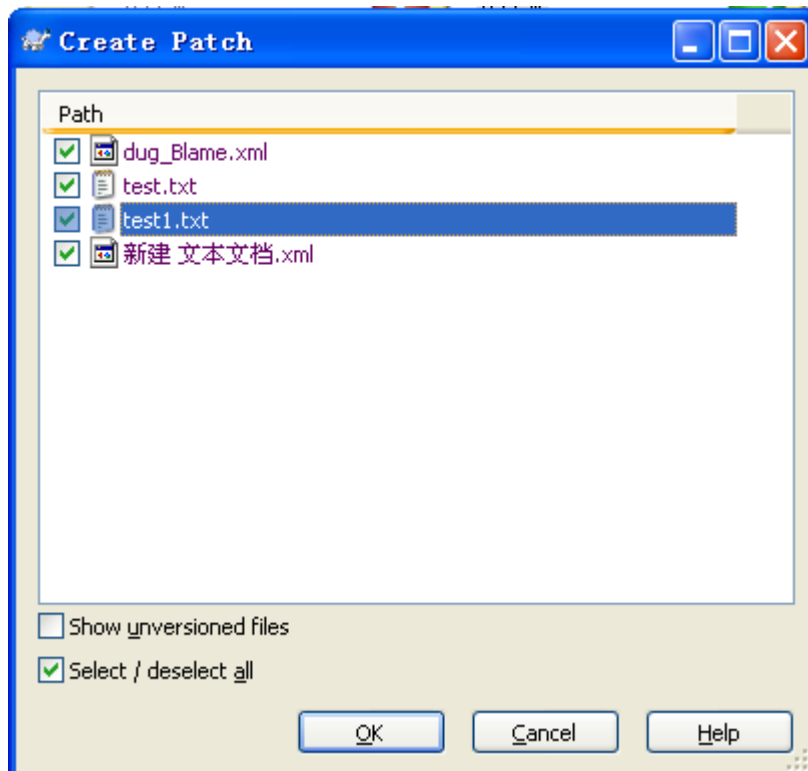 Create Patch
Path
dug_Blame.xml
test.txt
test1.txt
新建 文本文档.xml
Show unversioned files
Select / deselect all
OK
Cancel
Help